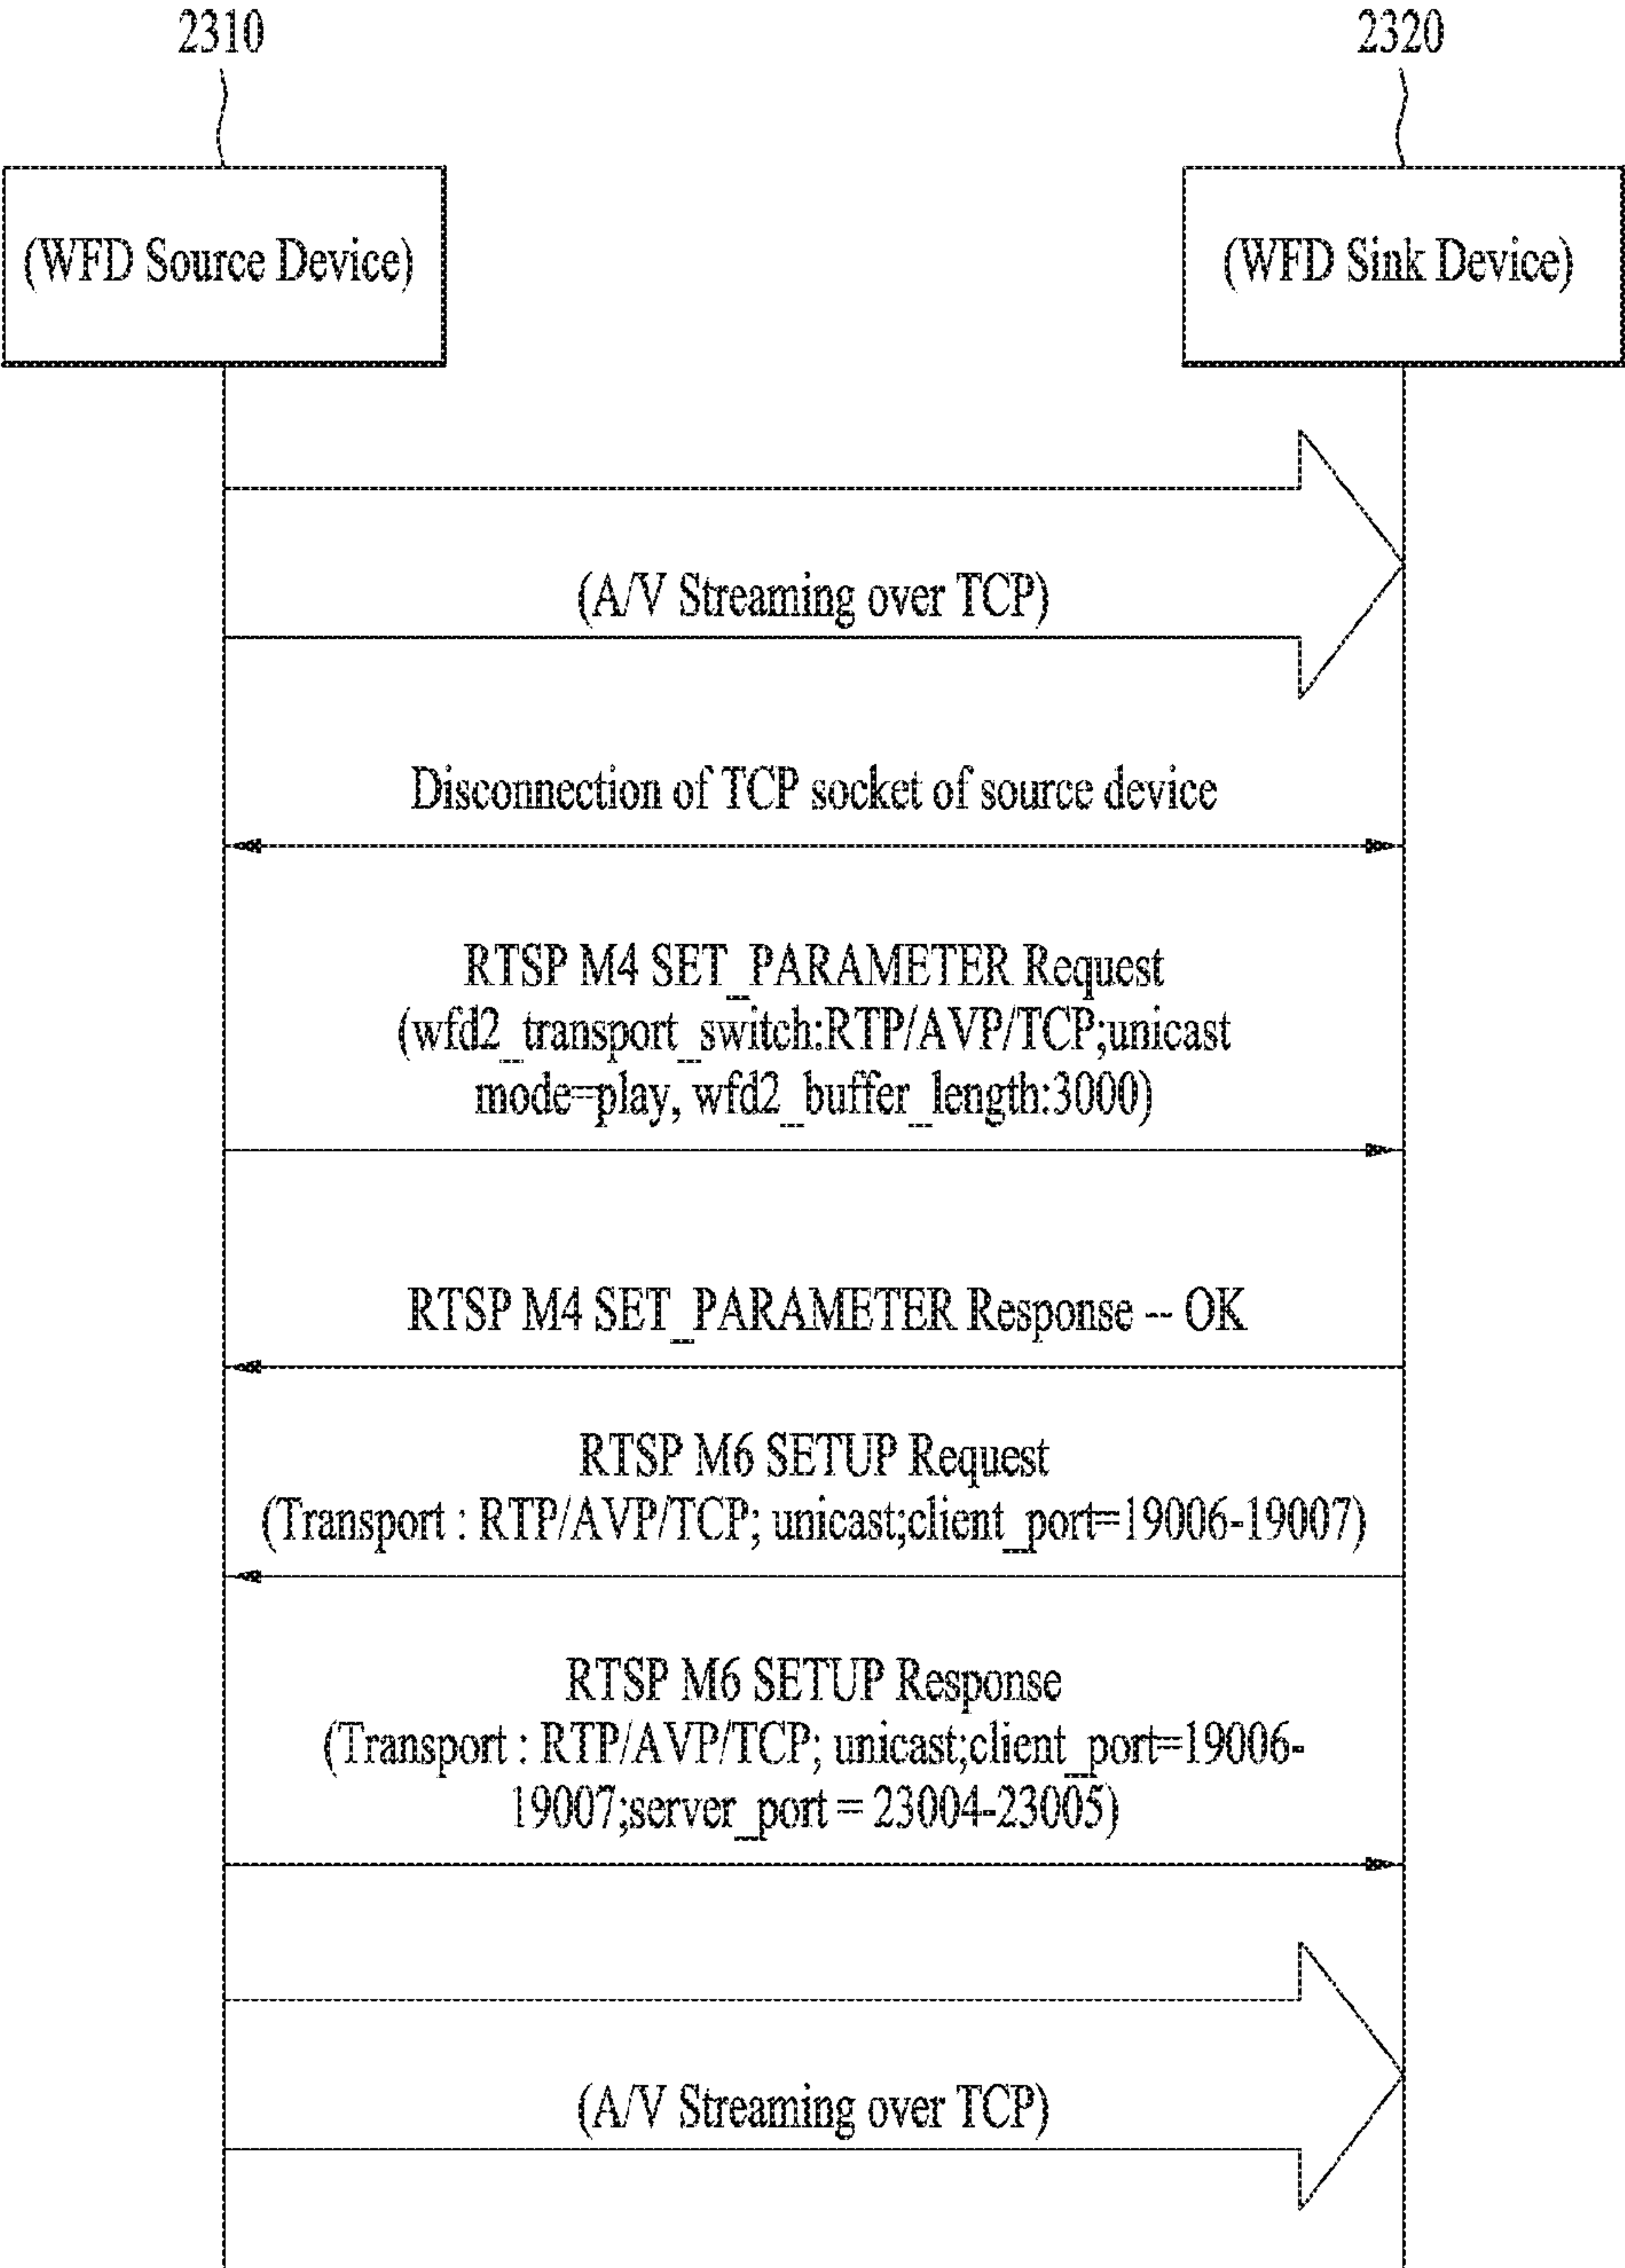 2310
2320
(WFD Source Device)
(WFD Sink Device)
(A/V Streaming over TCP)
Disconnection of TCP socket of source device
RTSP M4 SET_PARAMETER Request
(wfd2_transport_switch:RTP/AVP/TCP;unicast
mode=play, wfd2_buffer_length:3000)
RTSP M4 SET_PARAMETER Response -- OK
RTSP M6 SETUP Request
(Transport : RTP/AVP/TCP; unicast;client_port=19006-19007)
RTSP M6 SETUP Response
(Transport : RTP/AVP/TCP; unicast;client_port=19006-
19007;server_port = 23004-23005)
(A/V Streaming over TCP)